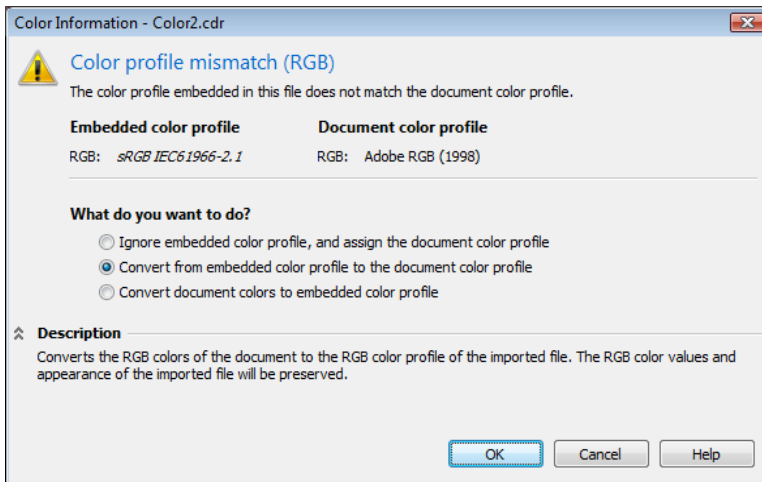 Color Information - Color2.cdr
Color profile mismatch (RGB)
The color profile embedded in this file does not match the document color profile.
Embedded color profile Document color profile
RGB: sRGB IEC61966-2.1 RGB: Adobe RGB (1998)
What do you want to do?
Ignore embedded color profile, and assign the document color profile
Convert from embedded color profile to the document color profile
Convert document colors to embedded color profile
Description
Converts the RGB colors of the document to the RGB color profile of the imported file. The RGB color values and
appearance of the imported file will be preserved.
OK Cancel Help